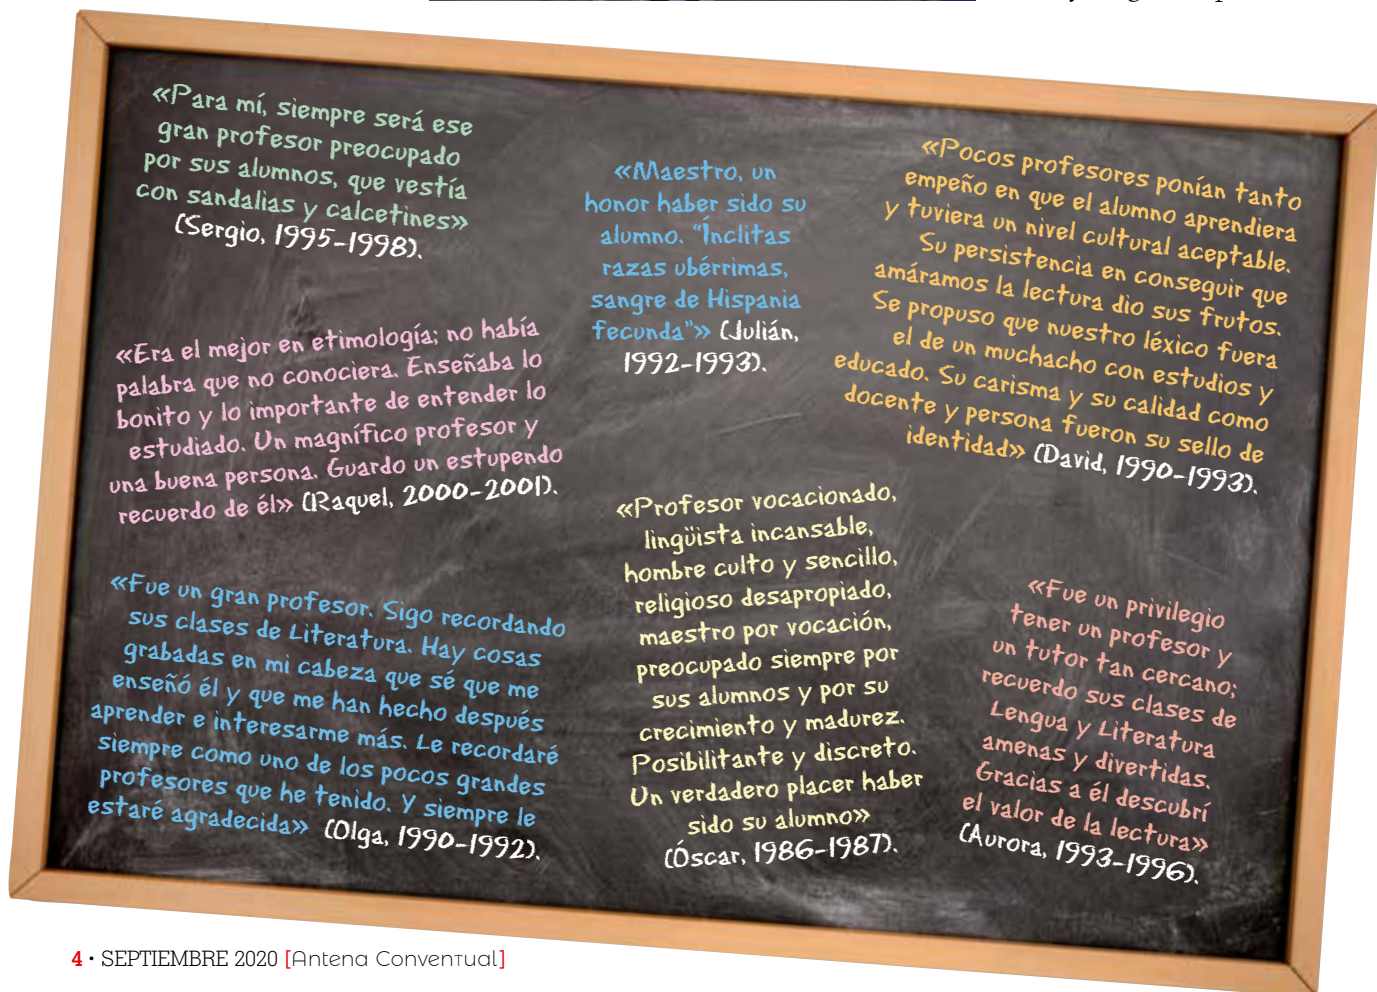 «Para mí, siempre será ese
gran profesor preocupado
por sus alumnos, que vestía
con sandalias y calcetines»
(Sergio, 1995-1998).
«Maestro, un
honor haber sido su
alumno. “Ínclitas
razas ubérrimas,
sangre de Hispania
fecunda”» (Julián,
1992-1993).
«Pocos profesores ponían tanto
empeño en que el alumno aprendiera
y tuviera un nivel cultural aceptable.
Su persistencia en conseguir que
amáramos la lectura dio sus frutos.
Se propuso que nuestro léxico fuera
el de un muchacho con estudios y
educado. Su carisma y su calidad como
docente y persona fueron su sello de
identidad» (David, 1990-1993).
«Era el mejor en etimología; no había
palabra que no conociera. Enseñaba lo
bonito y lo importante de entender lo
estudiado. Un magnífico profesor y
una buena persona. Guardo un estupendo
recuerdo de él» (Raquel, 2000-2001).
«Profesor vocacionado,
lingüista incansable,
hombre culto y sencillo,
religioso desapropiado,
maestro por vocación,
preocupado siempre por
sus alumnos y por su
crecimiento y madurez.
Posibilitante y discreto.
Un verdadero placer haber
sido su alumno»
(Óscar, 1986-1987).
«Fue un gran profesor. Sigo recordando
sus clases de Literatura. Hay cosas
grabadas en mi cabeza que sé que me
enseñó él y que me han hecho después
aprender e interesarme más. Le recordaré
siempre como uno de los pocos grandes
profesores que he tenido. Y siempre le
estaré agradecida» (Olga, 1990-1992).
«Fue un privilegio
tener un profesor y
un tutor tan cercano;
recuerdo sus clases de
Lengua y Literatura
amenas y divertidas.
Gracias a él descubrí
el valor de la lectura»
(Aurora, 1993-1996).
4 • SEPTIEMBRE 2020 [Antena Conventual]